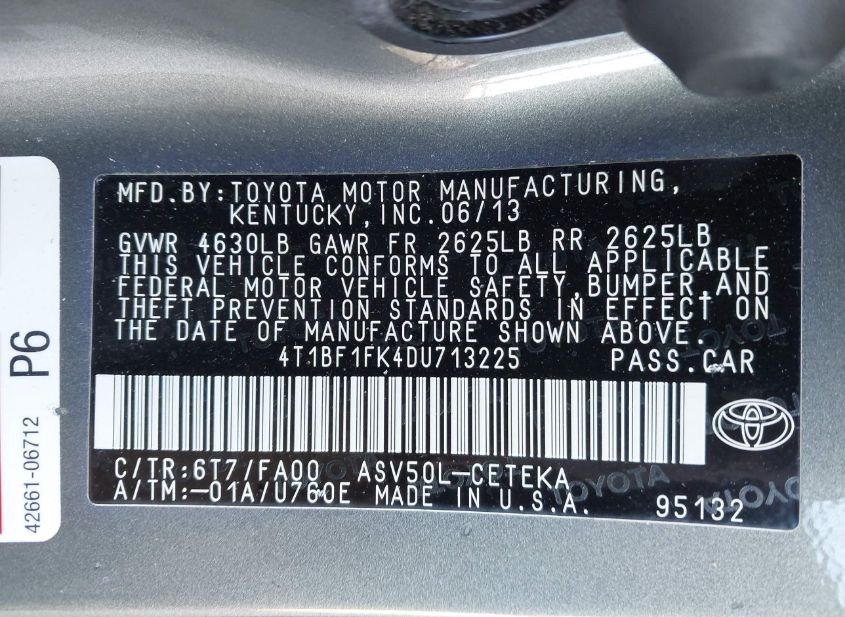 MFD.BY:TOYOTA MOTOR MANUFACTURING,
KENTUCKY,INC.06/13
GVWR 4630LB GAWR FR 2625LB RR 2625LB
THIS VEHICLE CONFORMS TO ALL APPLICABLE
FEDERAL MOTOR VEHICLE SAFETY,BUMPER,AND
THEFT PREVENTION STANDARDS IN EFFECT ON
THE DATE OF MANUFACTURE SHOWN ABOVE.
4T1BF1FK4DU713225 PASS.CAR
C/TR:6T7/FA00 ASV50L-CETEKA
A/TM:-01A/U760E MADE IN U.S.A. 95132
P6
42661-06712
TOYOTA